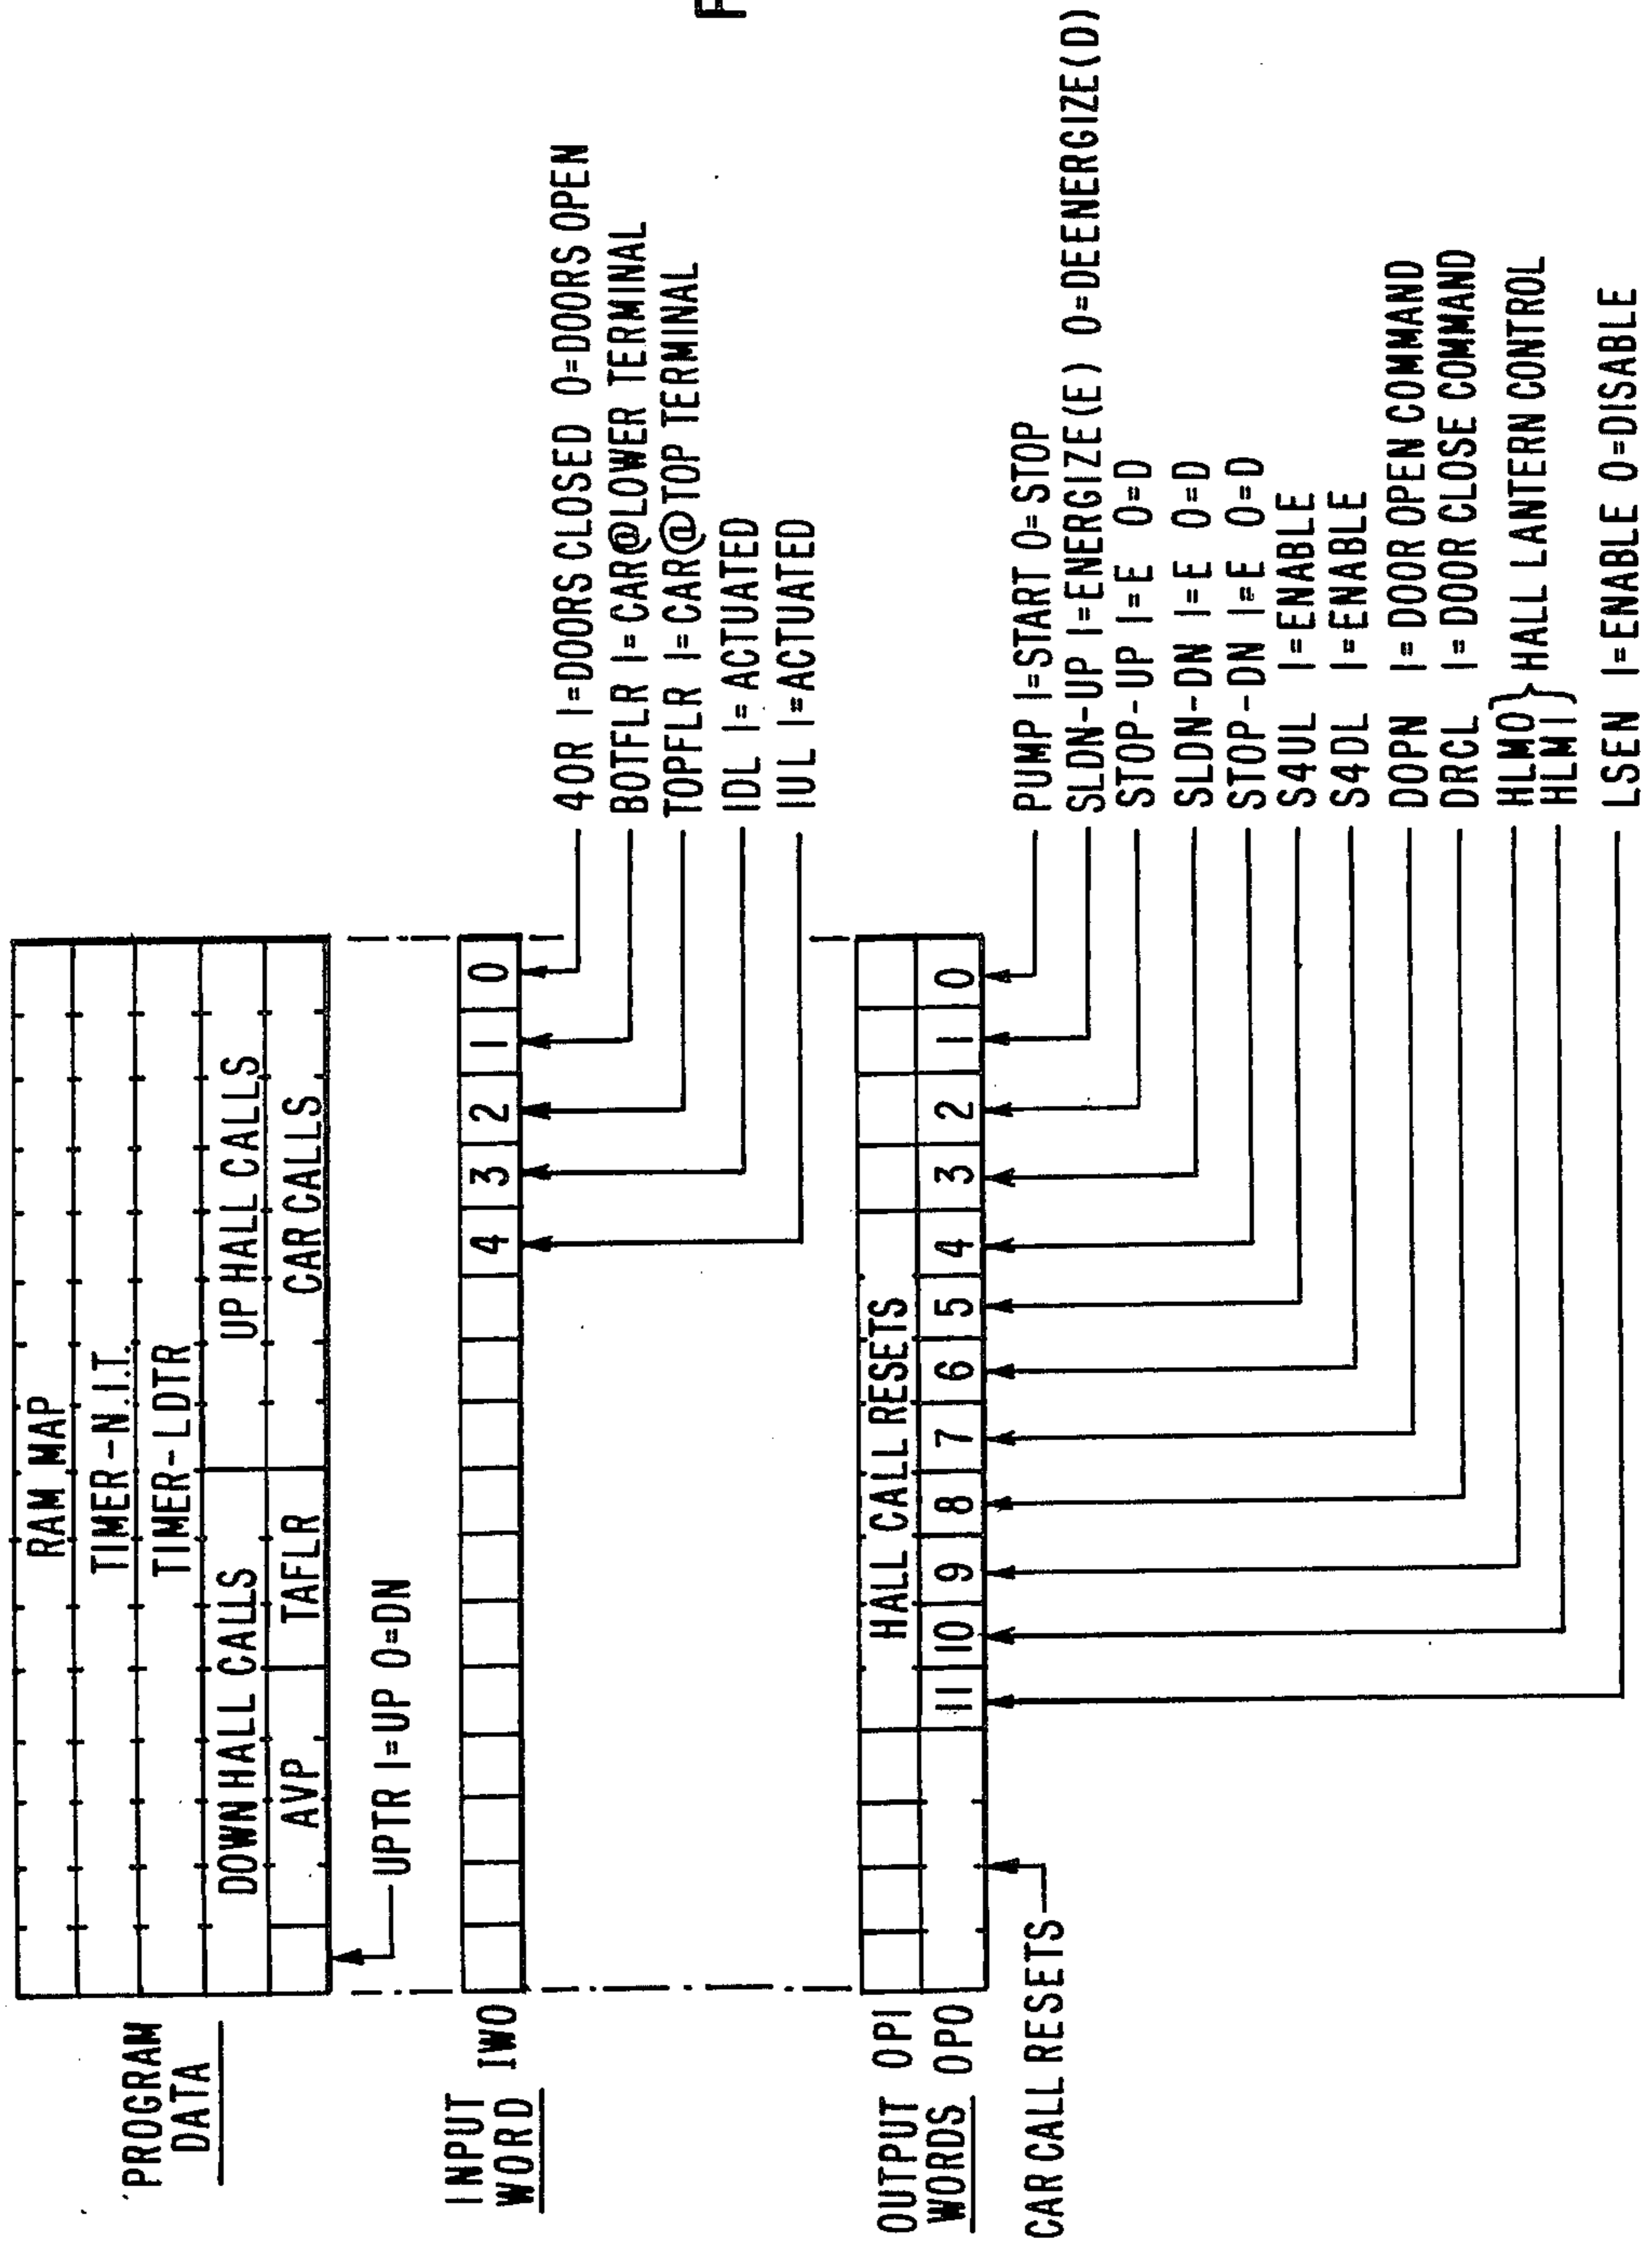 PROGRAM
DATA
RAM MAP
TIMER-N.I.T.
TIMER-LDTR
DOWN HALL CALLS
UP HALL CALLS
AVP
TAFLR
CAR CALLS
UPTR 1=UP 0=DN
INPUT
WORD IW0
4 3 2 1 0
40R 1=DOORS CLOSED 0=DOORS OPEN
BOTFLR 1=CAR@LOWER TERMINAL
TOPFLR 1=CAR@TOP TERMINAL
IDL 1=ACTUATED
IUL 1=ACTUATED
OUTPUT OP1
WORDS OP0
HALL CALL RESETS
11 10 9 8 7 6 5 4 3 2 1 0
CAR CALL RESETS
PUMP 1=START 0=STOP
SLDN-UP 1=ENERGIZE(E) 0=DEENERGIZE(D)
STOP-UP 1=E 0=D
SLDN-DN 1=E 0=D
STOP-DN 1=E 0=D
S4UL 1=ENABLE
S4DL 1=ENABLE
DOPN 1=DOOR OPEN COMMAND
DRCL 1=DOOR CLOSE COMMAND
HLM0
HLM1 } HALL LANTERN CONTROL
LSEN 1=ENABLE 0=DISABLE